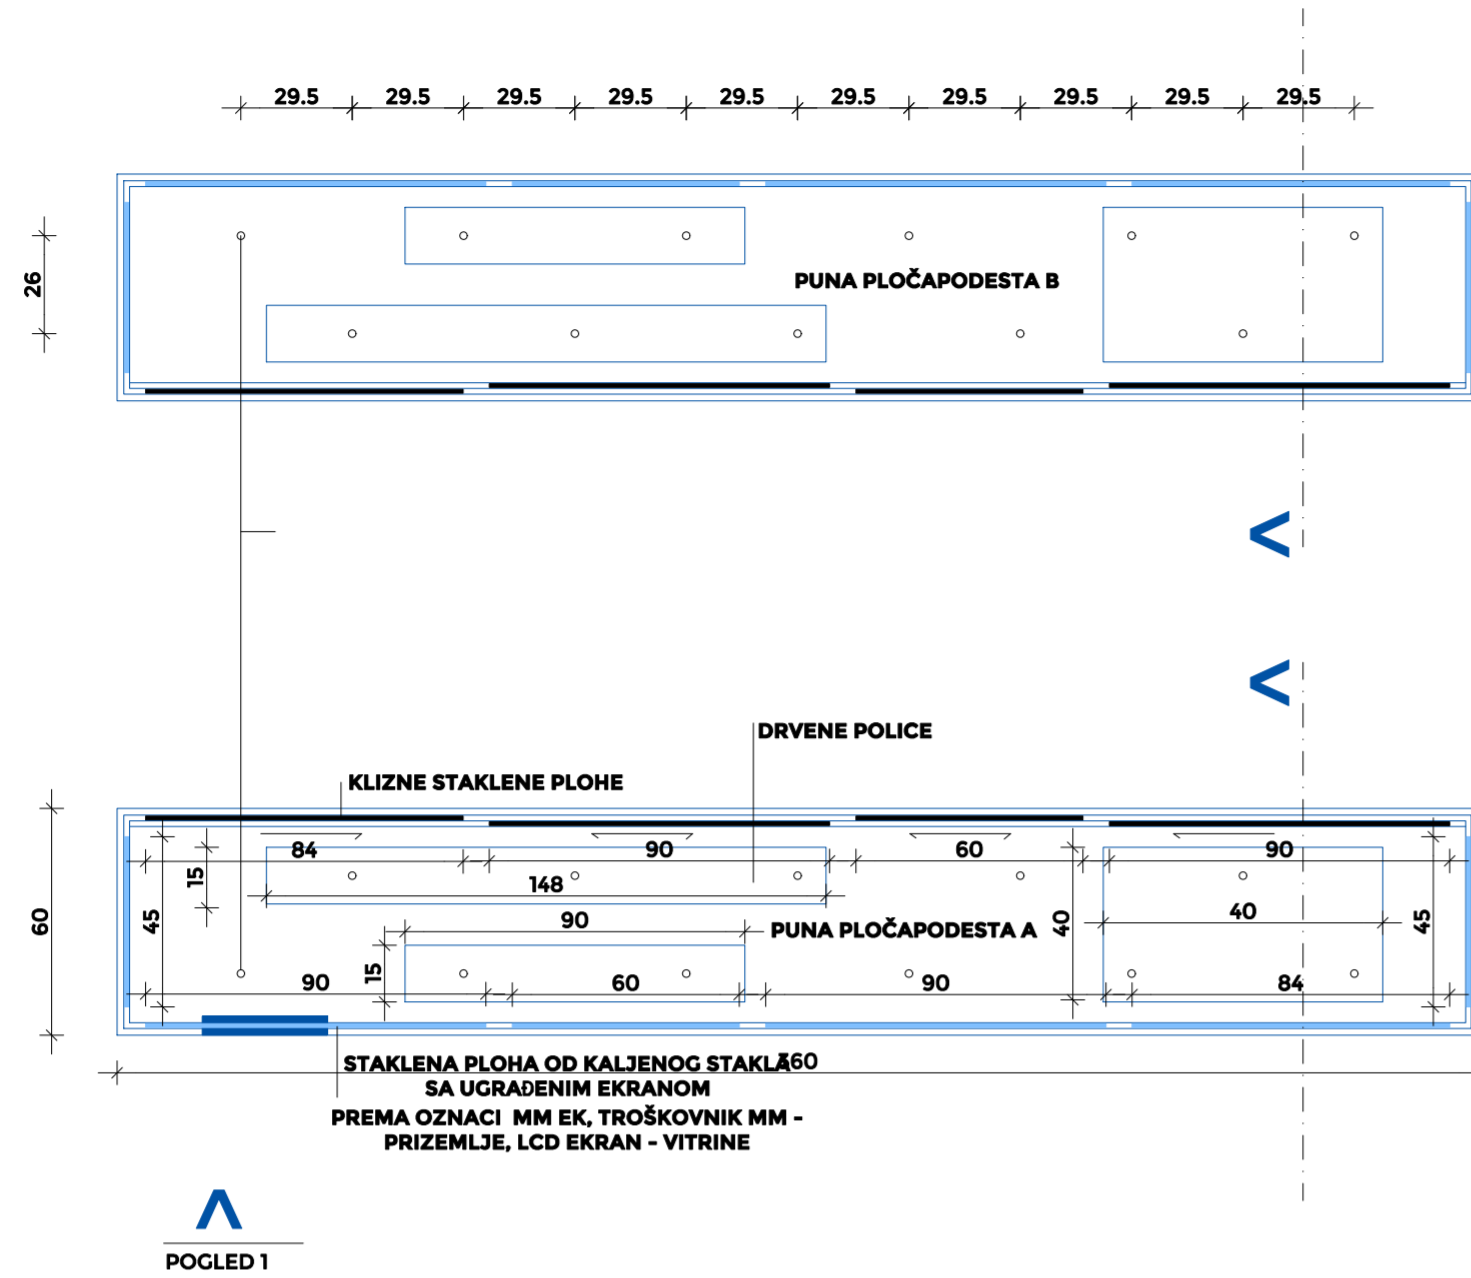 29.5 29.5 29.5 29.5 29.5 29.5 29.5 29.5 29.5 29.5
26
PUNA PLOČAPODESTA B
DRVENE POLICE
KLIZNE STAKLENE PLOHE
84 90 60 90
15
148
60
45
90
PUNA PLOČAPODESTA A
40
40
45
15
90 60 90 84
STAKLENA PLOHA OD KALJENOG STAKLA
360
SA UGRAĐENIM EKRANOM
PREMA OZNACI MM EK, TROŠKOVNIK MM -
PRIZEMLJE, LCD EKRAN - VITRINE
POGLED 1